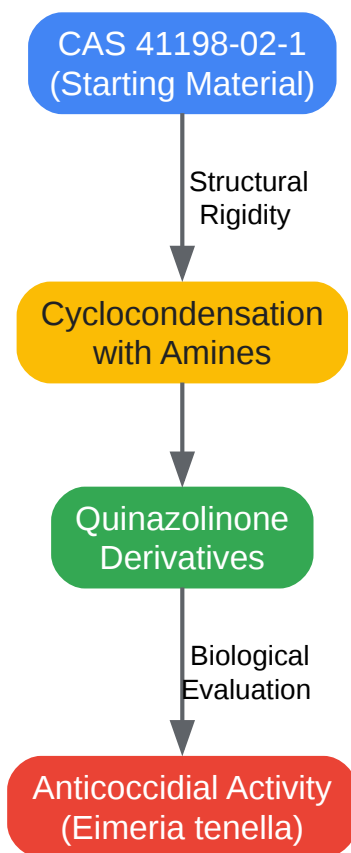 CAS 41198-02-1
(Starting Material)
Structural
Rigidity
Cyclocondensation
with Amines
Quinazolinone
Derivatives
Biological
Evaluation
Anticoccidial Activity
(Eimeria tenella)